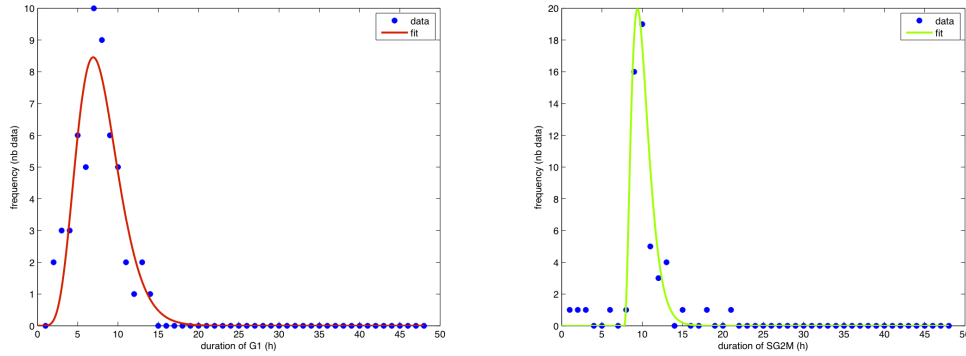 10
9
8
7
6
5
4
3
2
1
0
frequency (nb data)
0 5 10 15 20 25 30 35 40 45 50
duration of G1 (h)
data
fit
20
18
16
14
12
10
8
6
4
2
0
frequency (nb data)
0 5 10 15 20 25 30 35 40 45 50
duration of SG2M (h)
data
fit